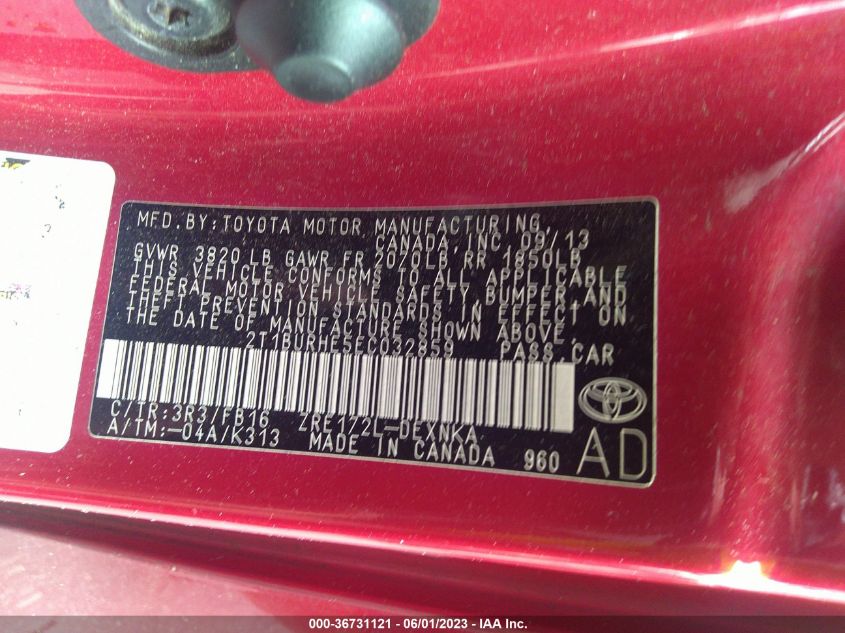 MFD. BY: TOYOTA MOTOR MANUFACTURING,
CANADA, INC. 09/13
GVWR 3820 LB GAWR FR 2070LB, RR 1850LB
THIS VEHICLE CONFORMS TO ALL APPLICABLE
FEDERAL MOTOR VEHICLE SAFETY, BUMPER, AND
THEFT PREVENTION STANDARDS IN EFFECT ON
THE DATE OF MANUFACTURE SHOWN ABOVE.
2T1BURHE5EC032859 PASS. CAR
C/TR: 3R3/FB16 ZRE172L-DEXNKA
A/TM: -04A/K313 MADE IN CANADA 960 AD
000-36731121 - 06/01/2023 - IAA Inc.